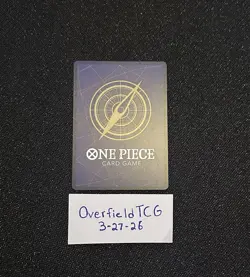 ONE PIECE
CARD GAME
OverfieldTCG
3-27-26